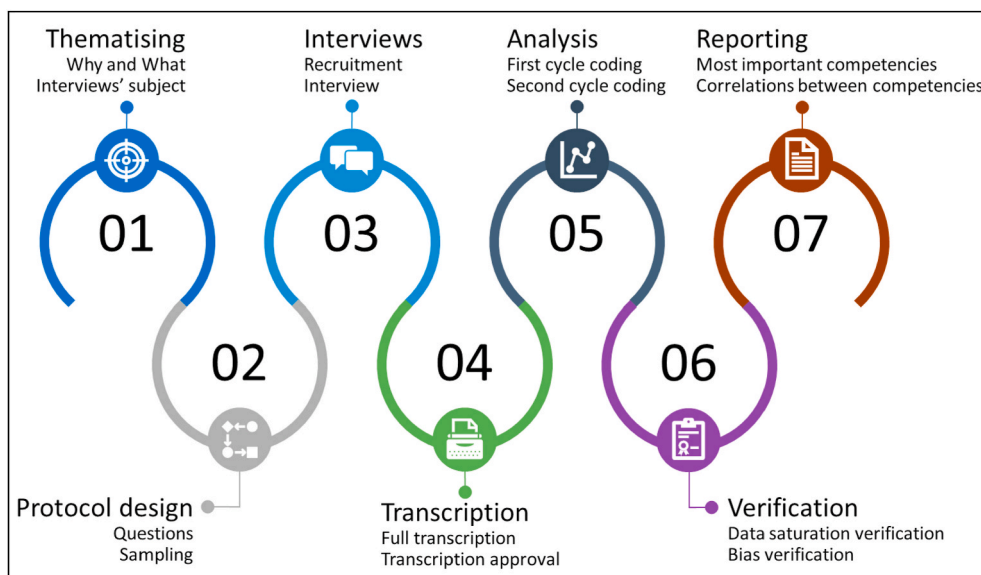 Thematising
Why and What
Interviews' subject
01
Protocol design
Questions
Sampling
02
Interviews
Recruitment
Interview
03
Transcription
Full transcription
Transcription approval
04
Analysis
First cycle coding
Second cycle coding
05
Verification
Data saturation verification
Bias verification
06
Reporting
Most important competencies
Correlations between competencies
07